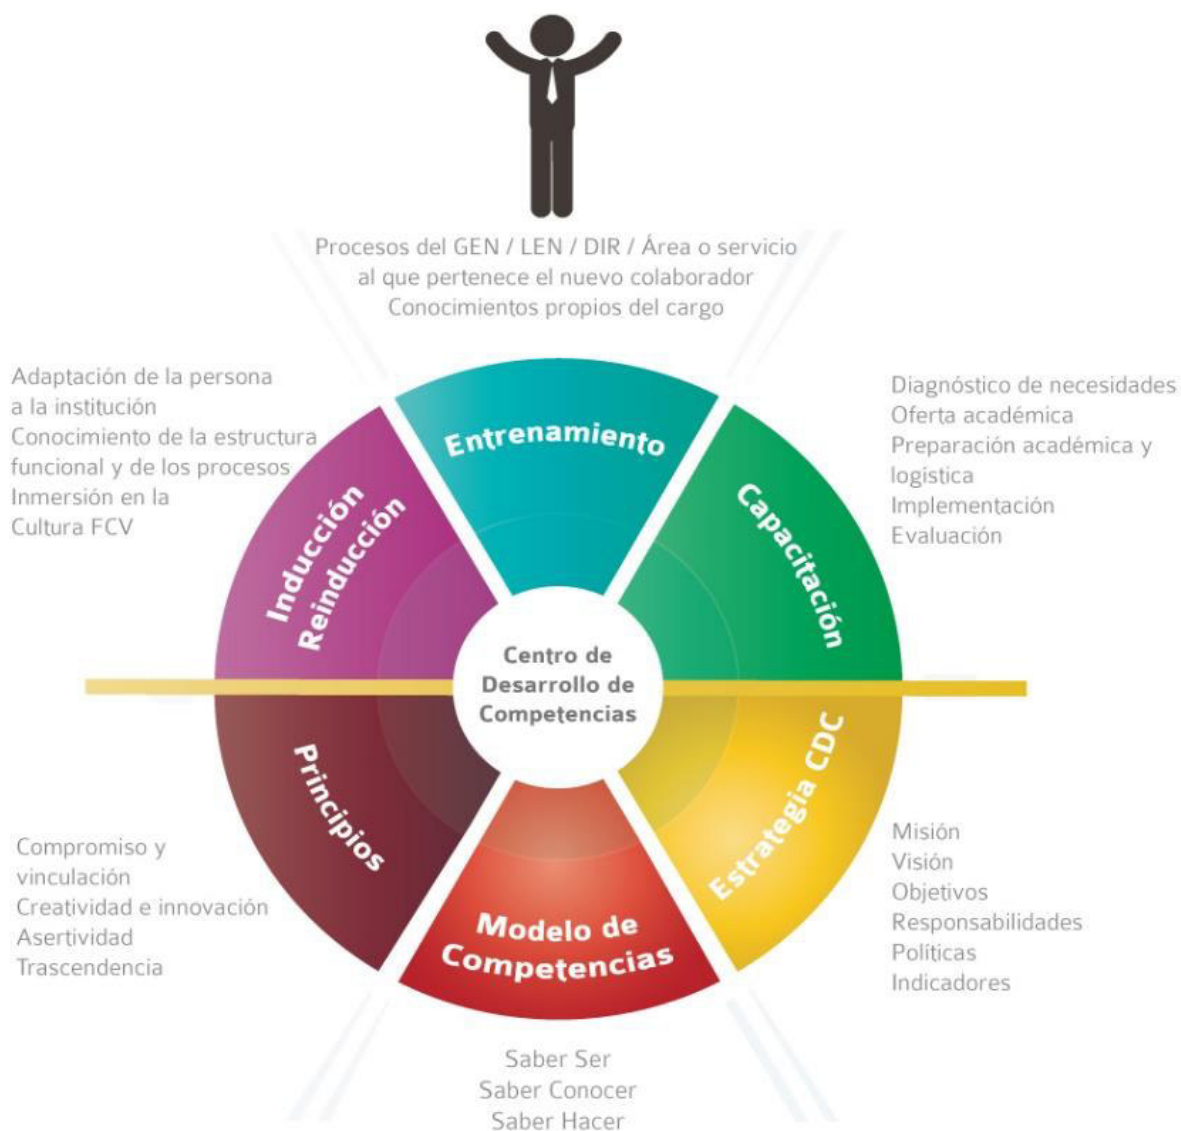 Procesos del GEN / LEN / DIR / Área o servicio
al que pertenece el nuevo colaborador
Conocimientos propios del cargo
Adaptación de la persona
a la institución
Conocimiento de la estructura
funcional y de los procesos
Inmersión en la
Cultura FCV
Diagnóstico de necesidades
Oferta académica
Preparación académica y
logística
Implementación
Evaluación
Entrenamiento
Inducción
Reinducción
Capacitación
Centro de
Desarrollo de
Competencias
Principios
Estrategia CDC
Modelo de
Competencias
Compromiso y
vinculación
Creatividad e innovación
Asertividad
Trascendencia
Misión
Visión
Objetivos
Responsabilidades
Políticas
Indicadores
Saber Ser
Saber Conocer
Saber Hacer